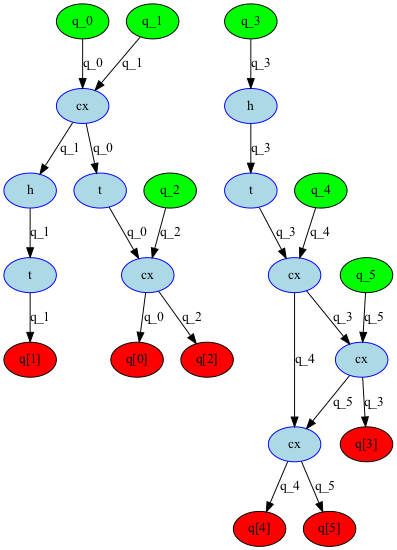 q_0 q_1 q_3
q_0 q_1 q_3
cx h
q_1 q_0 q_3
h t q_2 t q_4
q_1 q_0 q_2 q_3 q_4
t cx cx q_5
q_1 q_0 q_2 q_3 q_5
q[1] q[0] q[2] q_4 cx
q_5 q_3
cx q[3]
q_4 q_5
q[4] q[5]